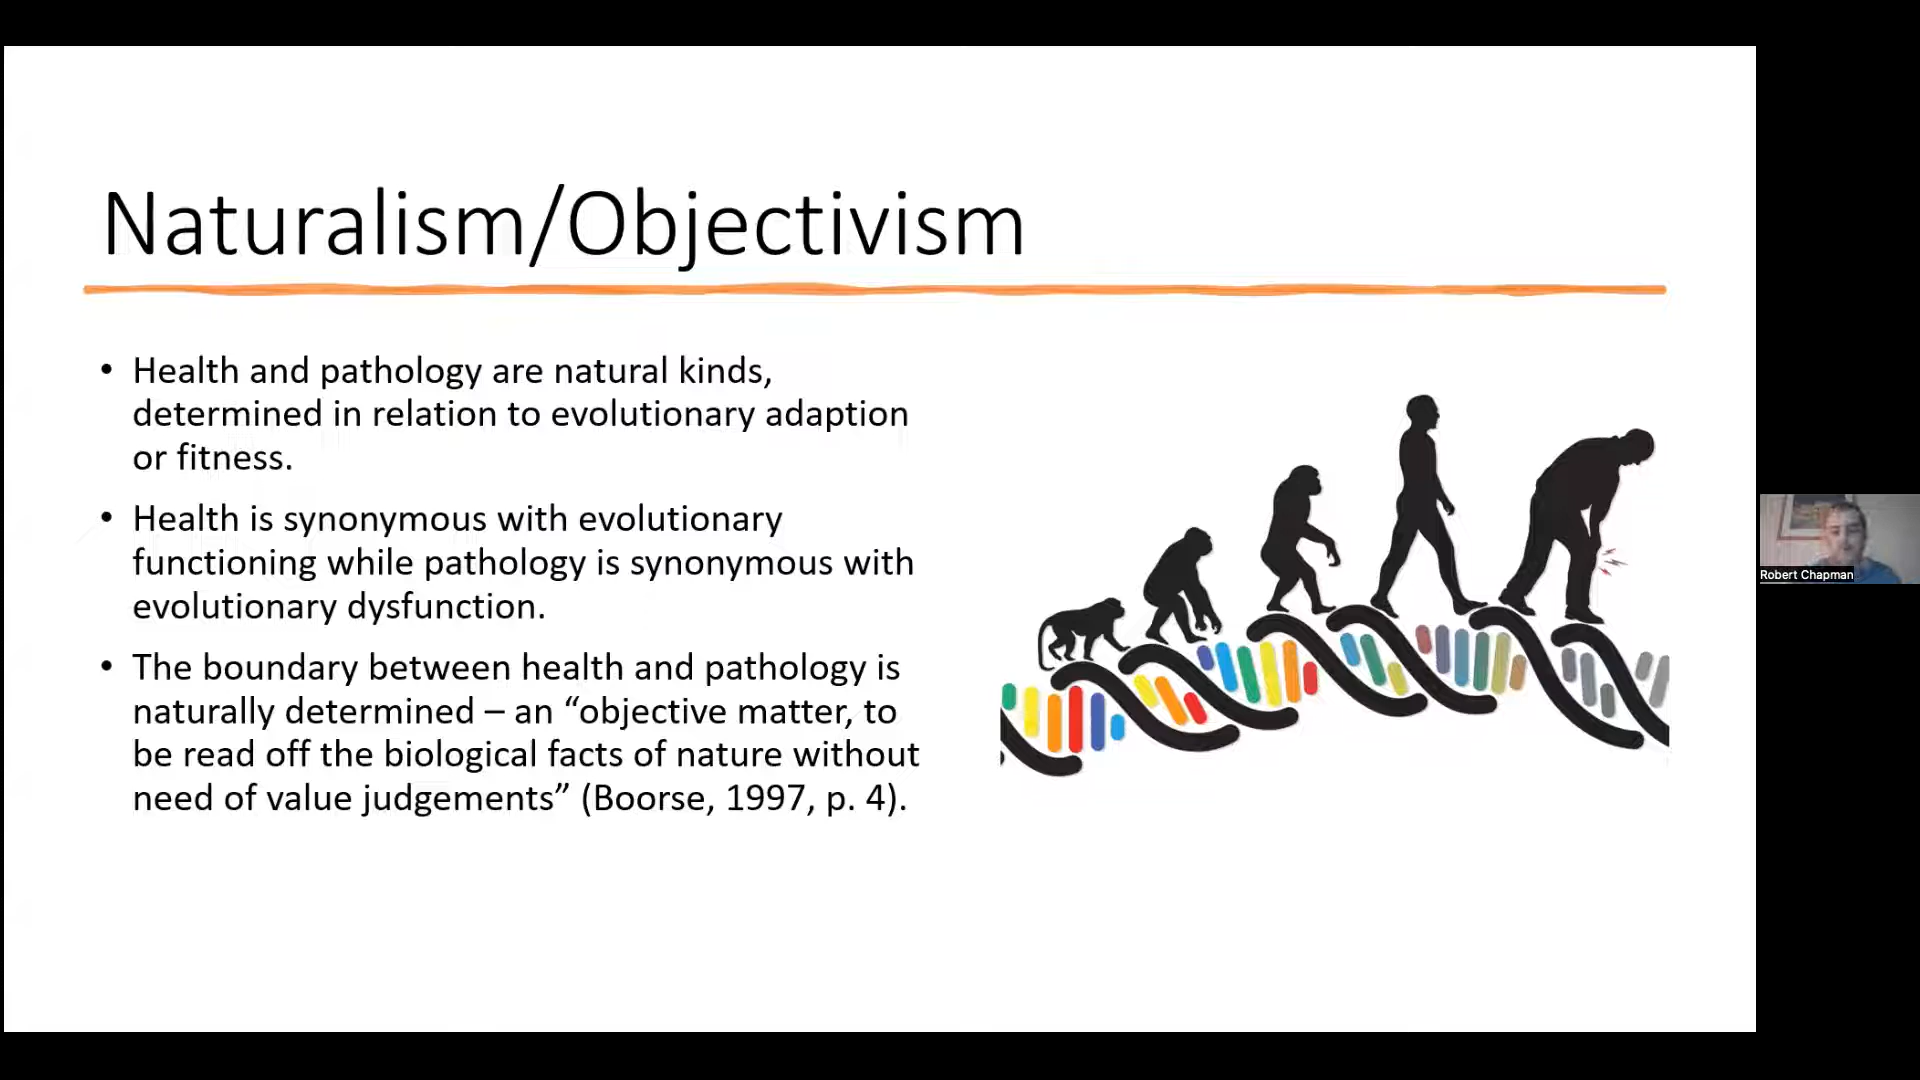 Naturalism/Objectivism
• Health and pathology are natural kinds,
determined in relation to evolutionary adaption
or fitness.
• Health is synonymous with evolutionary
functioning while pathology is synonymous with
evolutionary dysfunction.
• The boundary between health and pathology is
naturally determined – an “objective matter, to
be read off the biological facts of nature without
need of value judgements” (Boorse, 1997, p. 4).
Robert Chapman